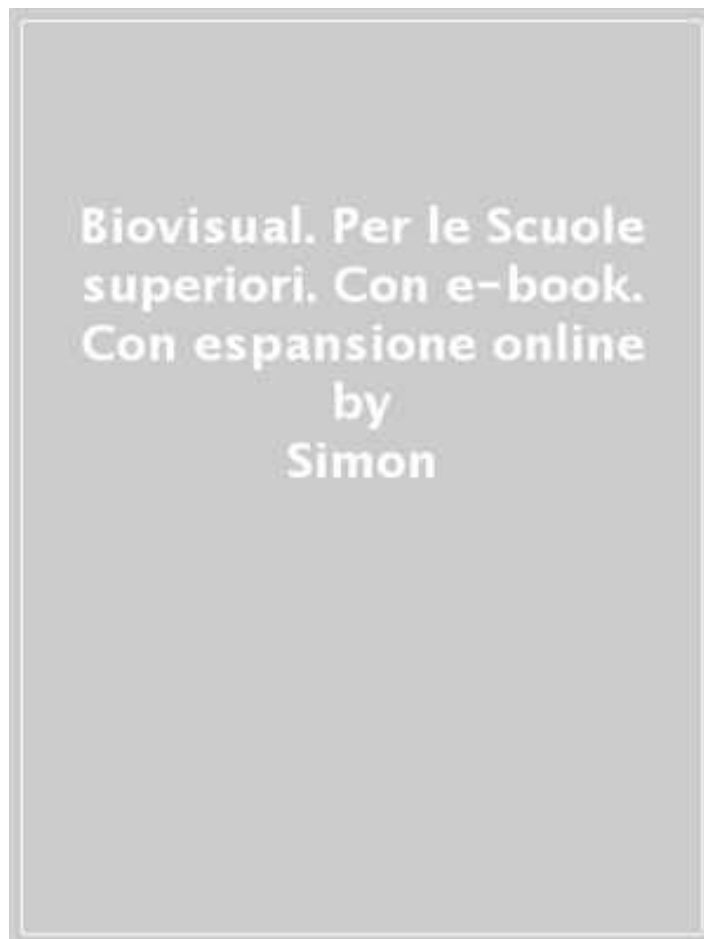 Biovisual. Per le Scuole
superiori. Con e-book.
Con espansione online
by
Simon